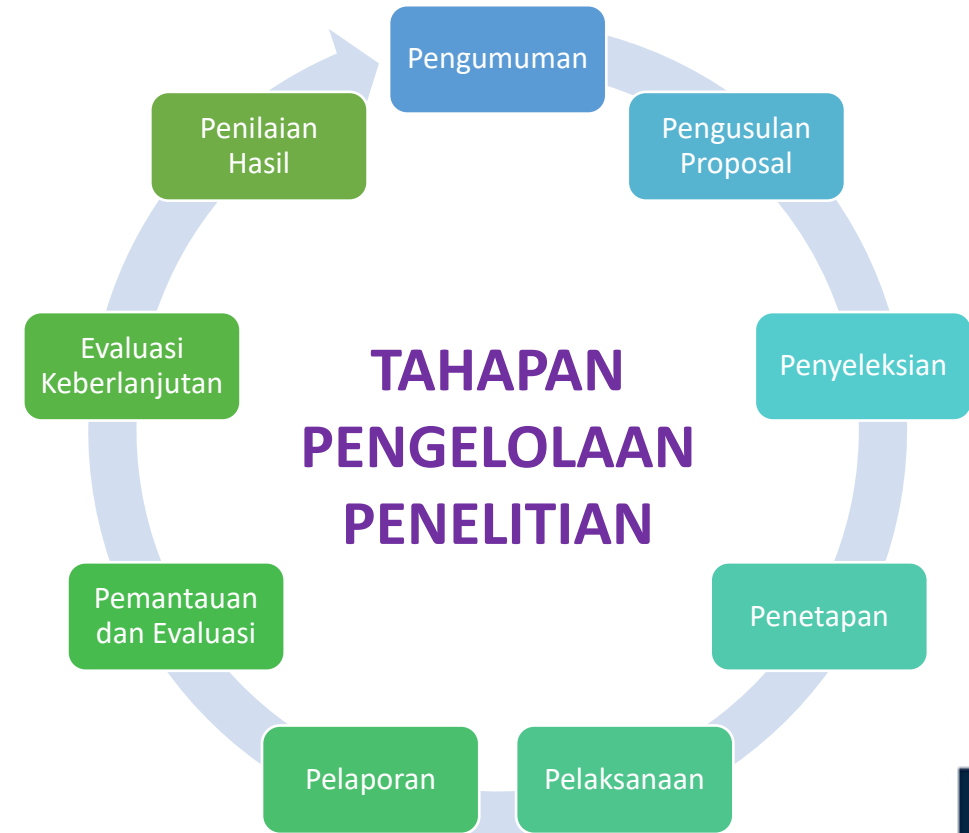 Pengumuman
Pengusulan
Proposal
Penyeleksian
Penetapan
Pelaksanaan
Pelaporan
Pemantauan
dan Evaluasi
Evaluasi
Keberlanjutan
Penilaian
Hasil
TAHAPAN
PENGELOLAAN
PENELITIAN